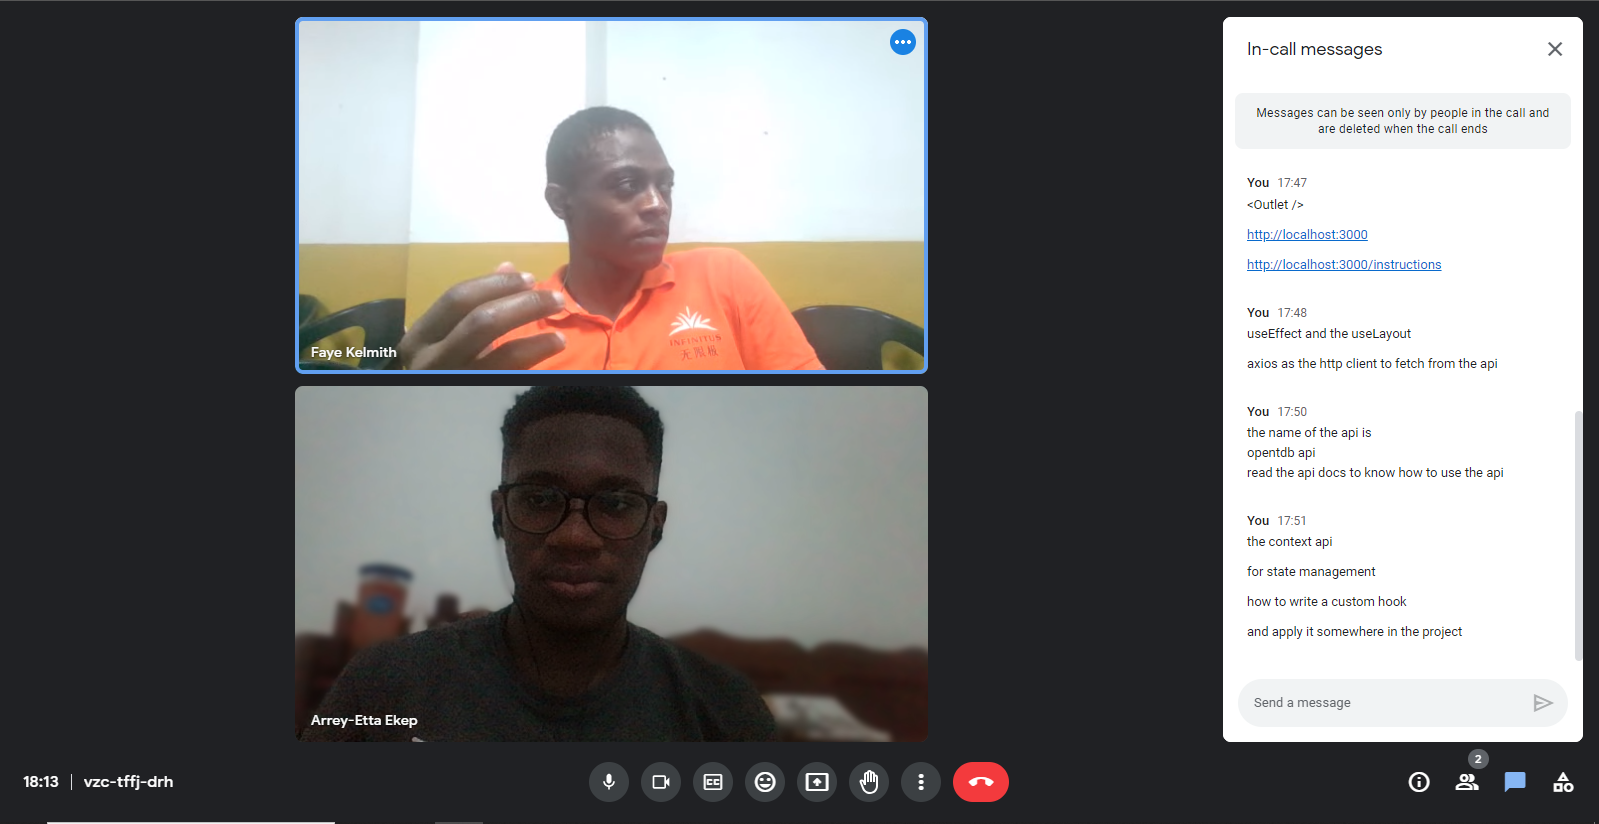 Faye Kelmith
INFINITUS
无限极
Arrey-Etta Ekep
In-call messages
Messages can be seen only by people in the call and
are deleted when the call ends
You 17:47
<Outlet />
http://localhost:3000
http://localhost:3000/instructions
You 17:48
useEffect and the useLayout
axios as the http client to fetch from the api
You 17:50
the name of the api is
opentdb api
read the api docs to know how to use the api
You 17:51
the context api
for state management
how to write a custom hook
and apply it somewhere in the project
Send a message
18:13 | vzc-tffj-drh
CC
2